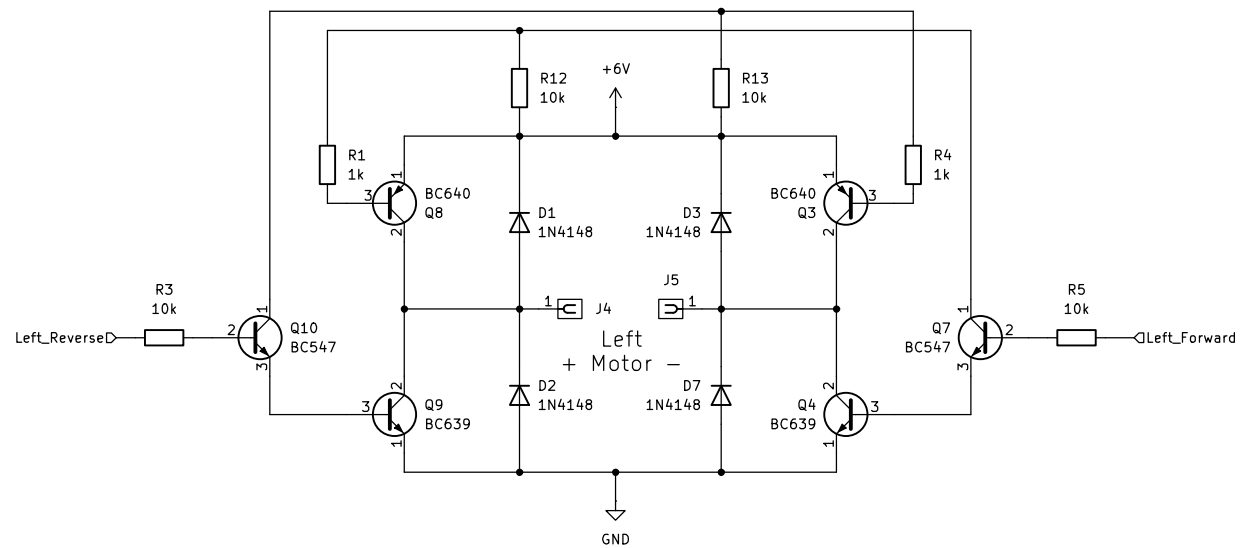 R12
10k
+6V
R13
10k
R1
1k
3
1
BC640
Q8
2
BC640
Q3
1
3
2
R4
1k
D1
1N4148
D3
1N4148
R3
10k
Left_Reverse
1
2
Q10
BC547
3
1
J4
J5
1
Left
+ Motor -
R5
10k
Left_Forward
1
2
Q7
BC547
3
2
3
Q9
BC639
1
D2
1N4148
D7
1N4148
2
Q4
BC639
3
1
GND